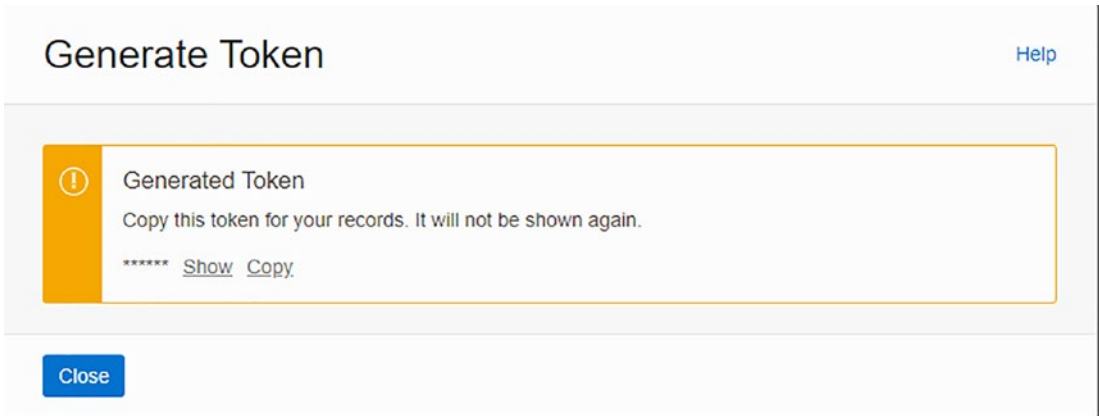 Generate Token
Help
Generated Token
Copy this token for your records. It will not be shown again.
****** Show Copy
Close